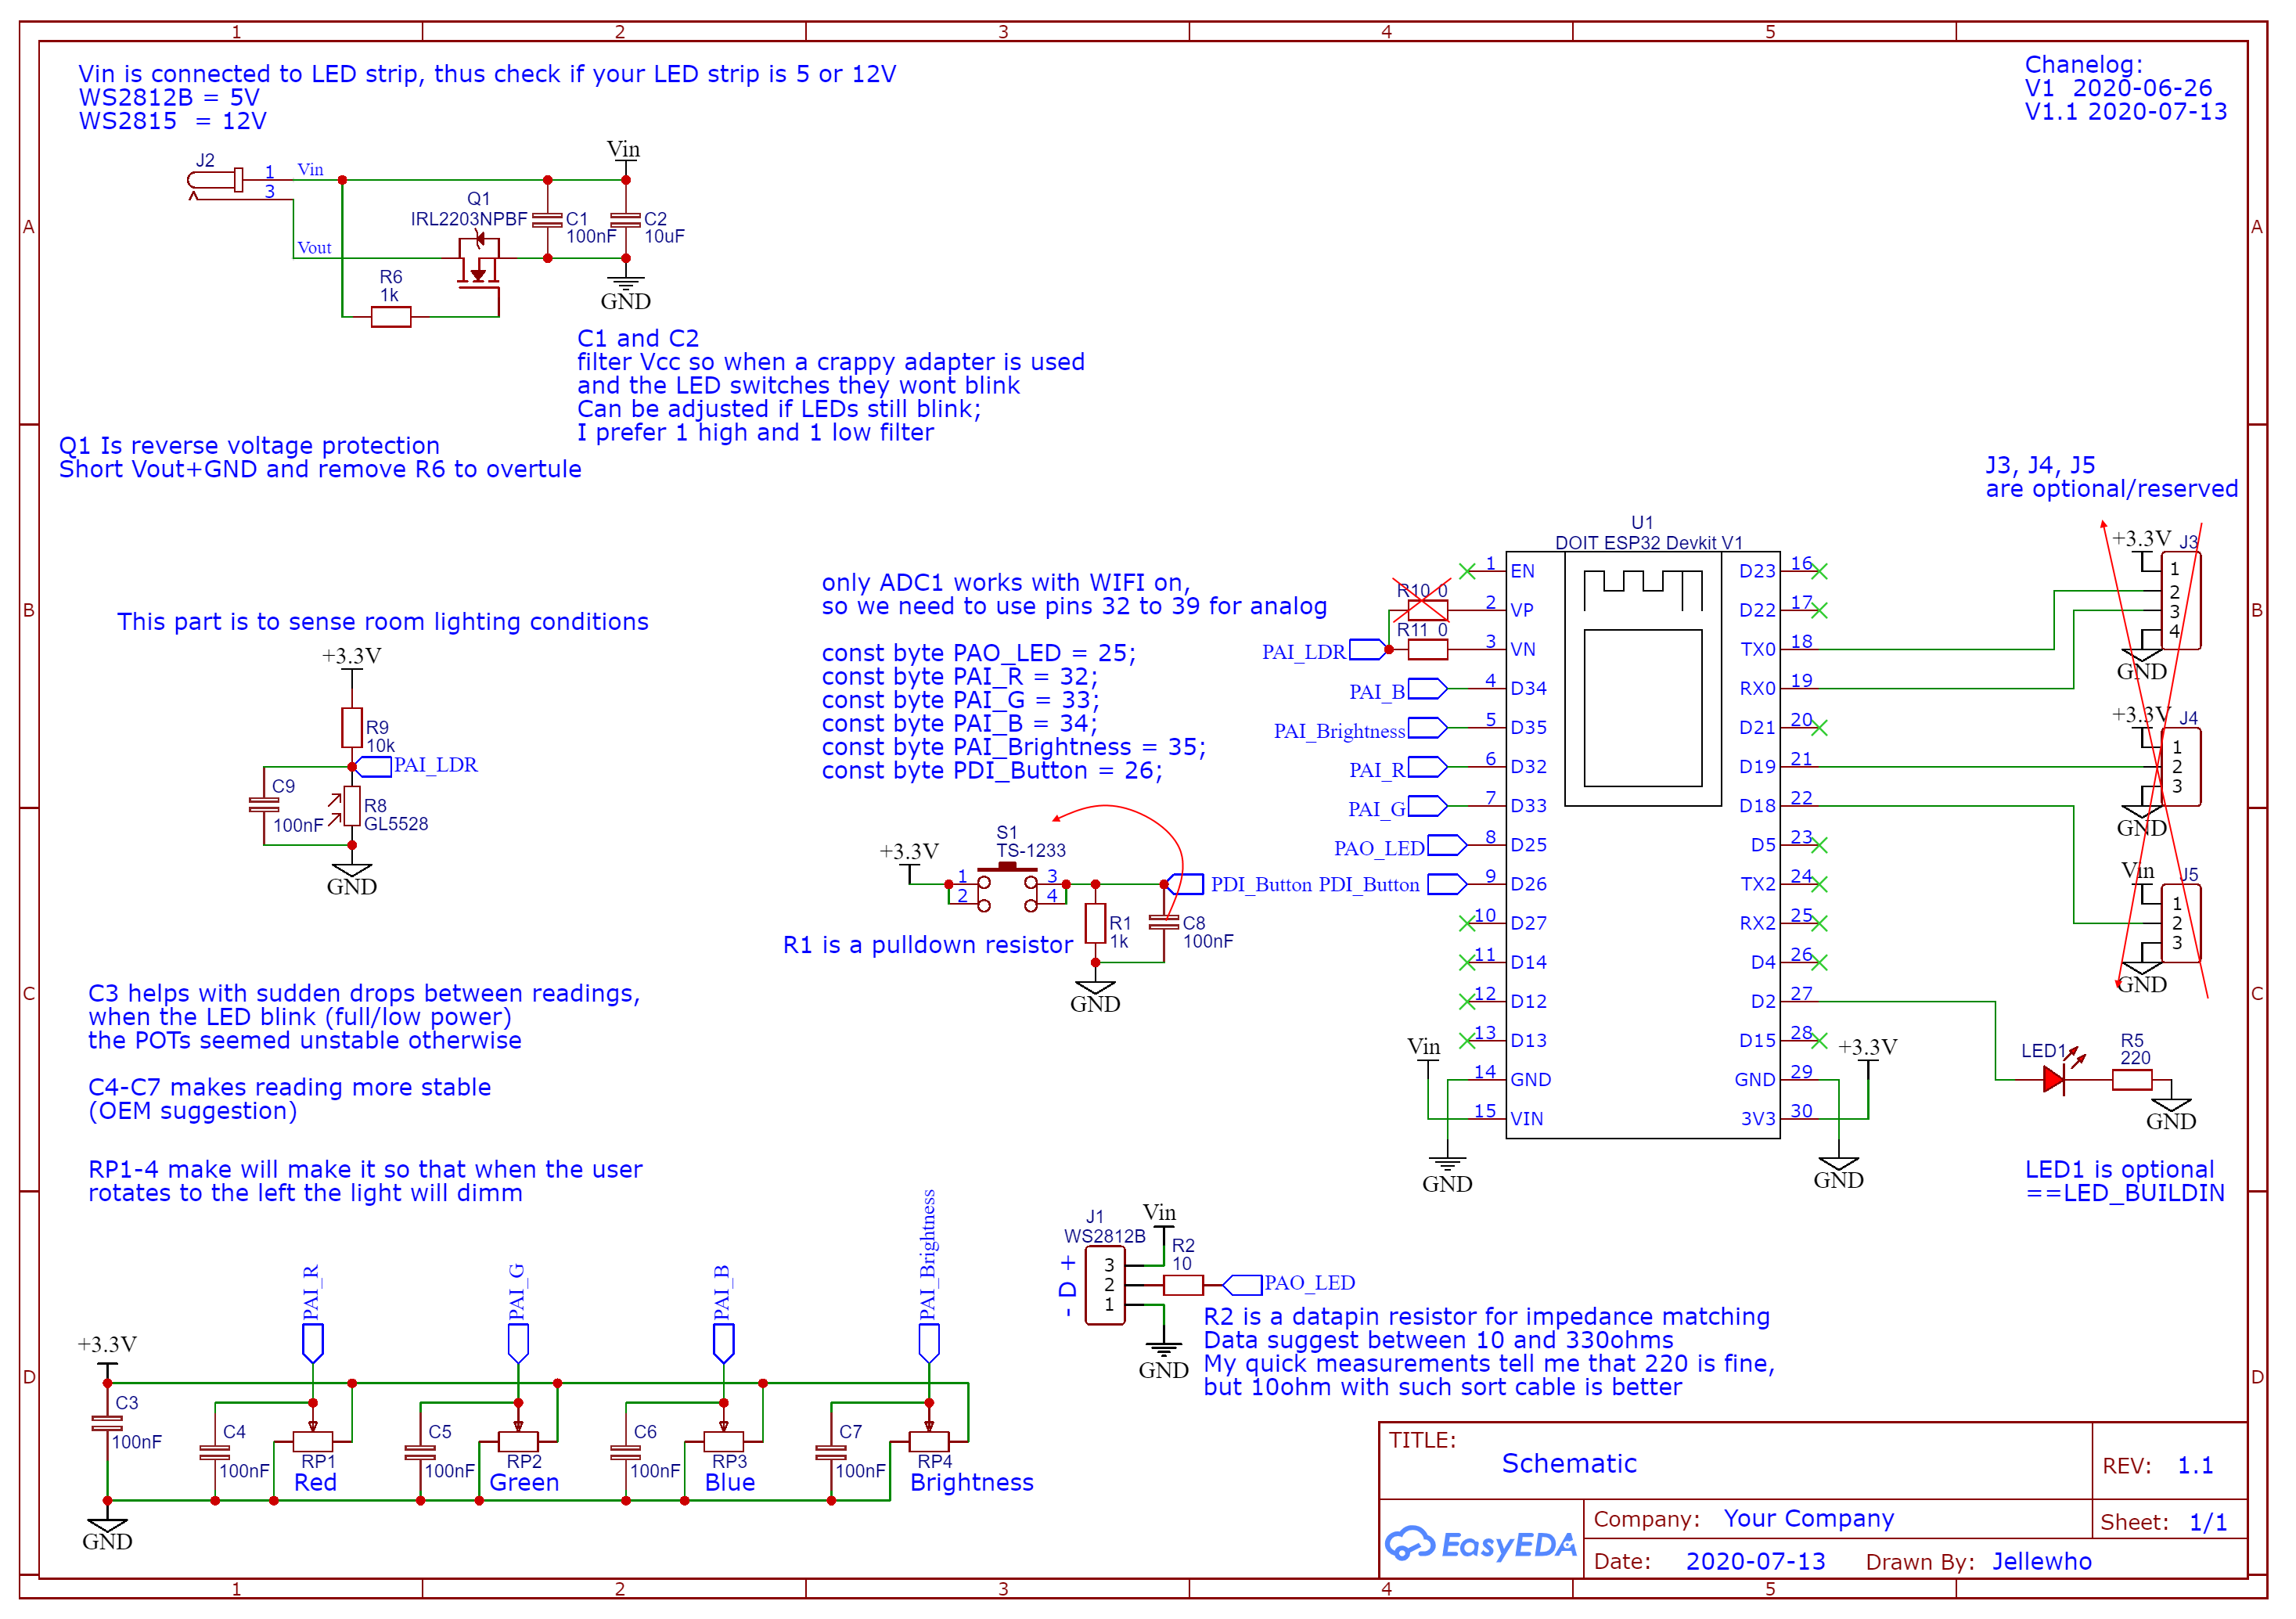 1 2 3 4 5
Vin is connected to LED strip, thus check if your LED strip is 5 or 12V
WS2812B = 5V
WS2815  = 12V
Chanelog:
V1  2020-06-26
V1.1 2020-07-13
A
A
J2
1
3
Vin
Vout
Vin
Q1
IRL2203NPBF
C1
100nF
C2
10uF
R6
1k
GND
C1 and C2
filter Vcc so when a crappy adapter is used
and the LED switches they wont blink
Can be adjusted if LEDs still blink;
I prefer 1 high and 1 low filter
Q1 Is reverse voltage protection
Short Vout+GND and remove R6 to overtule
J3, J4, J5
are optional/reserved
B
B
This part is to sense room lighting conditions
+3.3V
R9
10k
PAI_LDR
C9
100nF
R8
GL5528
GND
only ADC1 works with WIFI on,
so we need to use pins 32 to 39 for analog
const byte PAO_LED = 25;
const byte PAI_R = 32;
const byte PAI_G = 33;
const byte PAI_B = 34;
const byte PAI_Brightness = 35;
const byte PDI_Button = 26;
S1
TS-1233
+3.3V
1
2
3
4
PDI_Button
R1
1k
C8
100nF
R1 is a pulldown resistor
GND
U1
DOIT ESP32 Devkit V1
R10 0
R11 0
PAI_LDR
PAI_B
PAI_Brightness
PAI_R
PAI_G
PAO_LED
PDI_Button
1 EN
2 VP
3 VN
4 D34
5 D35
6 D32
7 D33
8 D25
9 D26
10 D27
11 D14
12 D12
13 D13
14 GND
15 VIN
Vin
GND
D23 16
D22 17
TX0 18
RX0 19
D21 20
D19 21
D18 22
D5 23
TX2 24
RX2 25
D4 26
D2 27
D15 28
GND 29
3V3 30
+3.3V
GND
+3.3V
J3
1
2
3
4
GND
+3.3V
J4
1
2
3
GND
Vin
J5
1
2
3
GND
LED1
R5
220
GND
LED1 is optional
==LED_BUILDIN
C
C
C3 helps with sudden drops between readings,
when the LED blink (full/low power)
the POTs seemed unstable otherwise
C4-C7 makes reading more stable
(OEM suggestion)
RP1-4 make will make it so that when the user
rotates to the left the light will dimm
D
D
PAI_R
PAI_G
PAI_B
PAI_Brightness
+3.3V
C3
100nF
C4
100nF
RP1
Red
C5
100nF
RP2
Green
C6
100nF
RP3
Blue
C7
100nF
RP4
Brightness
GND
J1
WS2812B
- D +
3
2
1
Vin
R2
10
PAO_LED
GND
R2 is a datapin resistor for impedance matching
Data suggest between 10 and 330ohms
My quick measurements tell me that 220 is fine,
but 10ohm with such sort cable is better
TITLE:
Schematic
REV: 1.1
EasyEDA
Company: Your Company
Sheet: 1/1
Date: 2020-07-13
Drawn By: Jellewho
1 2 3 4 5